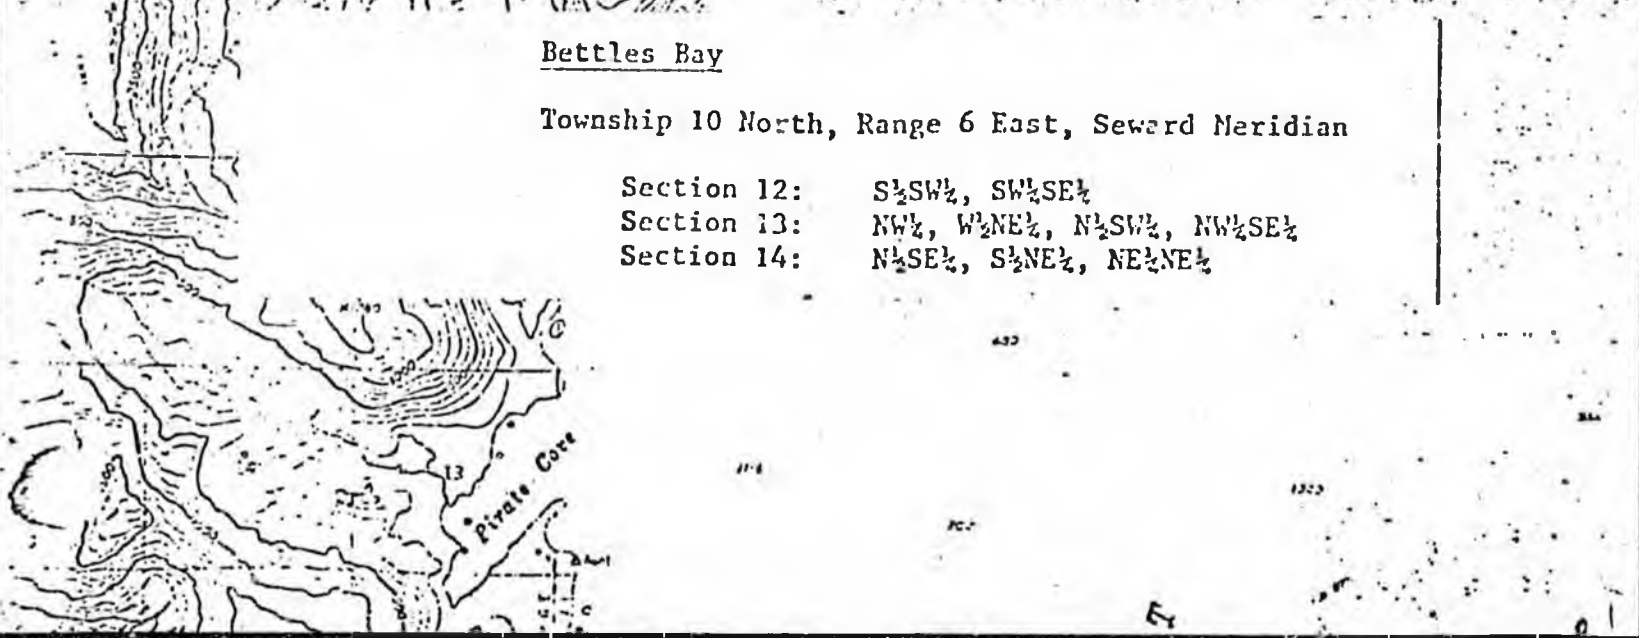 Bettles Bay
Township 10 North, Range 6 East, Seward Meridian
Section 12: S½SW¼, SW¼SE¼
Section 13: NW¼, W½NE¼, N½SW¼, NW¼SE¼
Section 14: N½SE¼, S½NE¼, NE¼NE¼
13
Pirate Cove